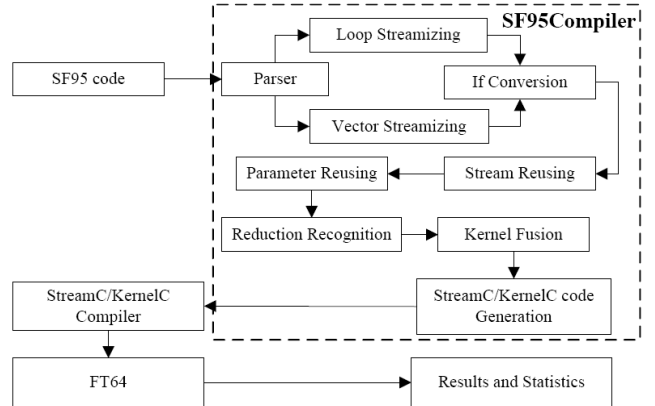 SF95Compiler
Loop Streamizing
SF95 code
Parser
If Conversion
Vector Streamizing
Parameter Reusing
Stream Reusing
Reduction Recognition
Kernel Fusion
StreamC/KernelC
Compiler
StreamC/KernelC code
Generation
FT64
Results and Statistics